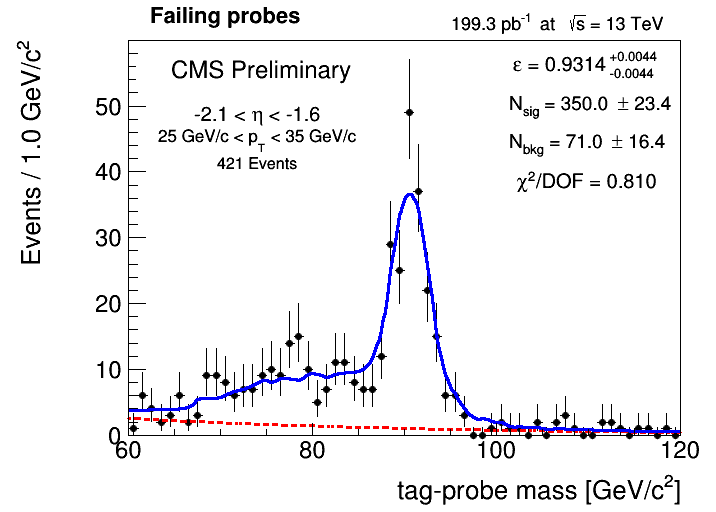 Failing probes
199.3 pb⁻¹ at √s = 13 TeV
CMS Preliminary
-2.1 < η < -1.6
25 GeV/c < p_T < 35 GeV/c
421 Events
ε = 0.9314 +0.0044 -0.0044
N_sig = 350.0 ± 23.4
N_bkg = 71.0 ± 16.4
χ²/DOF = 0.810
Events / 1.0 GeV/c²
50
40
30
20
10
0
60 80 100 120
tag-probe mass [GeV/c²]